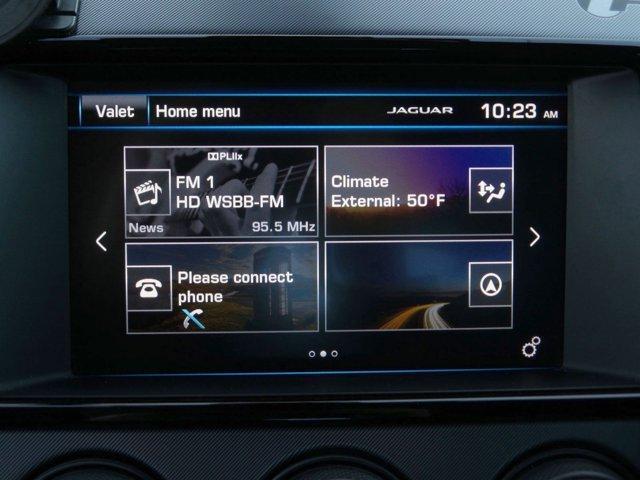 Valet Home menu JAGUAR 10:23 AM
DPLIIx
FM 1
HD WSBB-FM
News 95.5 MHz
Climate
External: 50°F
Please connect
phone